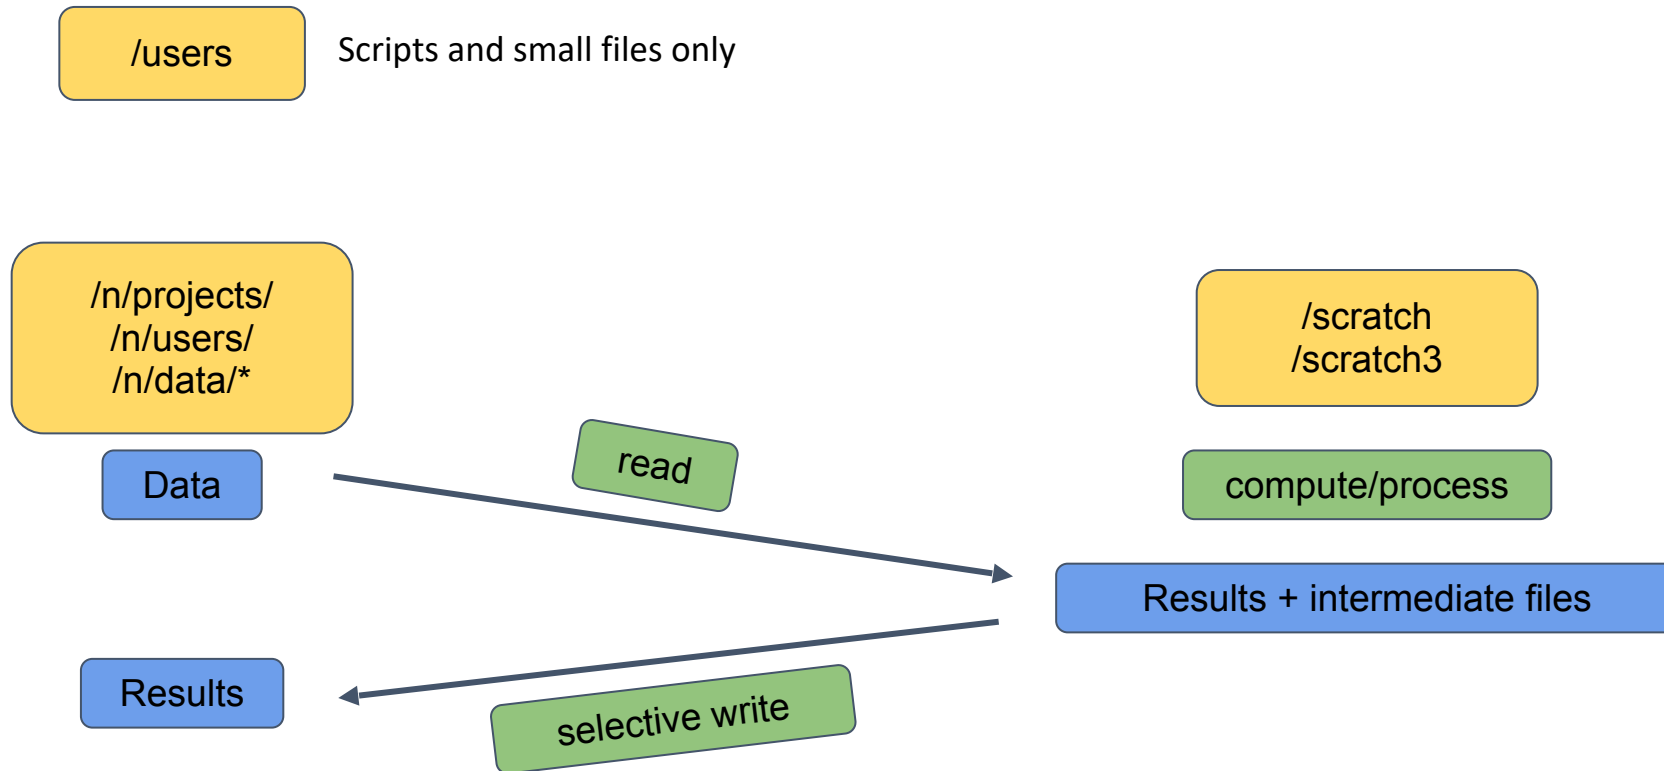 /users
Scripts and small files only
/n/projects/
/n/users/
/n/data/*
/scratch
/scratch3
Data
read
compute/process
Results + intermediate files
Results
selective write